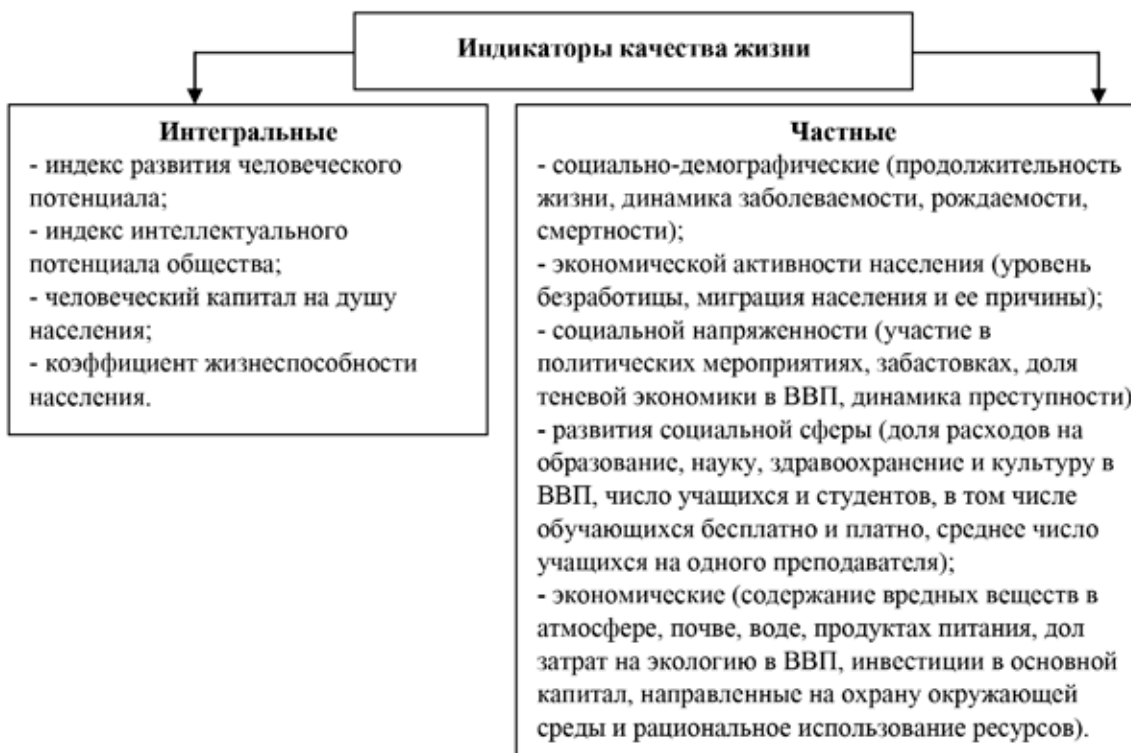 Индикаторы качества жизни
Интегральные
- индекс развития человеческого
потенциала;
- индекс интеллектуального
потенциала общества;
- человеческий капитал на душу
населения;
- коэффициент жизнеспособности
населения.
Частные
- социально-демографические (продолжительность
жизни, динамика заболеваемости, рождаемости,
смертности);
- экономической активности населения (уровень
безработицы, миграция населения и ее причины);
- социальной напряженности (участие в
политических мероприятиях, забастовках, доля
теневой экономики в ВВП, динамика преступности)
- развития социальной сферы (доля расходов на
образование, науку, здравоохранение и культуру в
ВВП, число учащихся и студентов, в том числе
обучающихся бесплатно и платно, среднее число
учащихся на одного преподавателя);
- экономические (содержание вредных веществ в
атмосфере, почве, воде, продуктах питания, дол
затрат на экологию в ВВП, инвестиции в основной
капитал, направленные на охрану окружающей
среды и рациональное использование ресурсов).